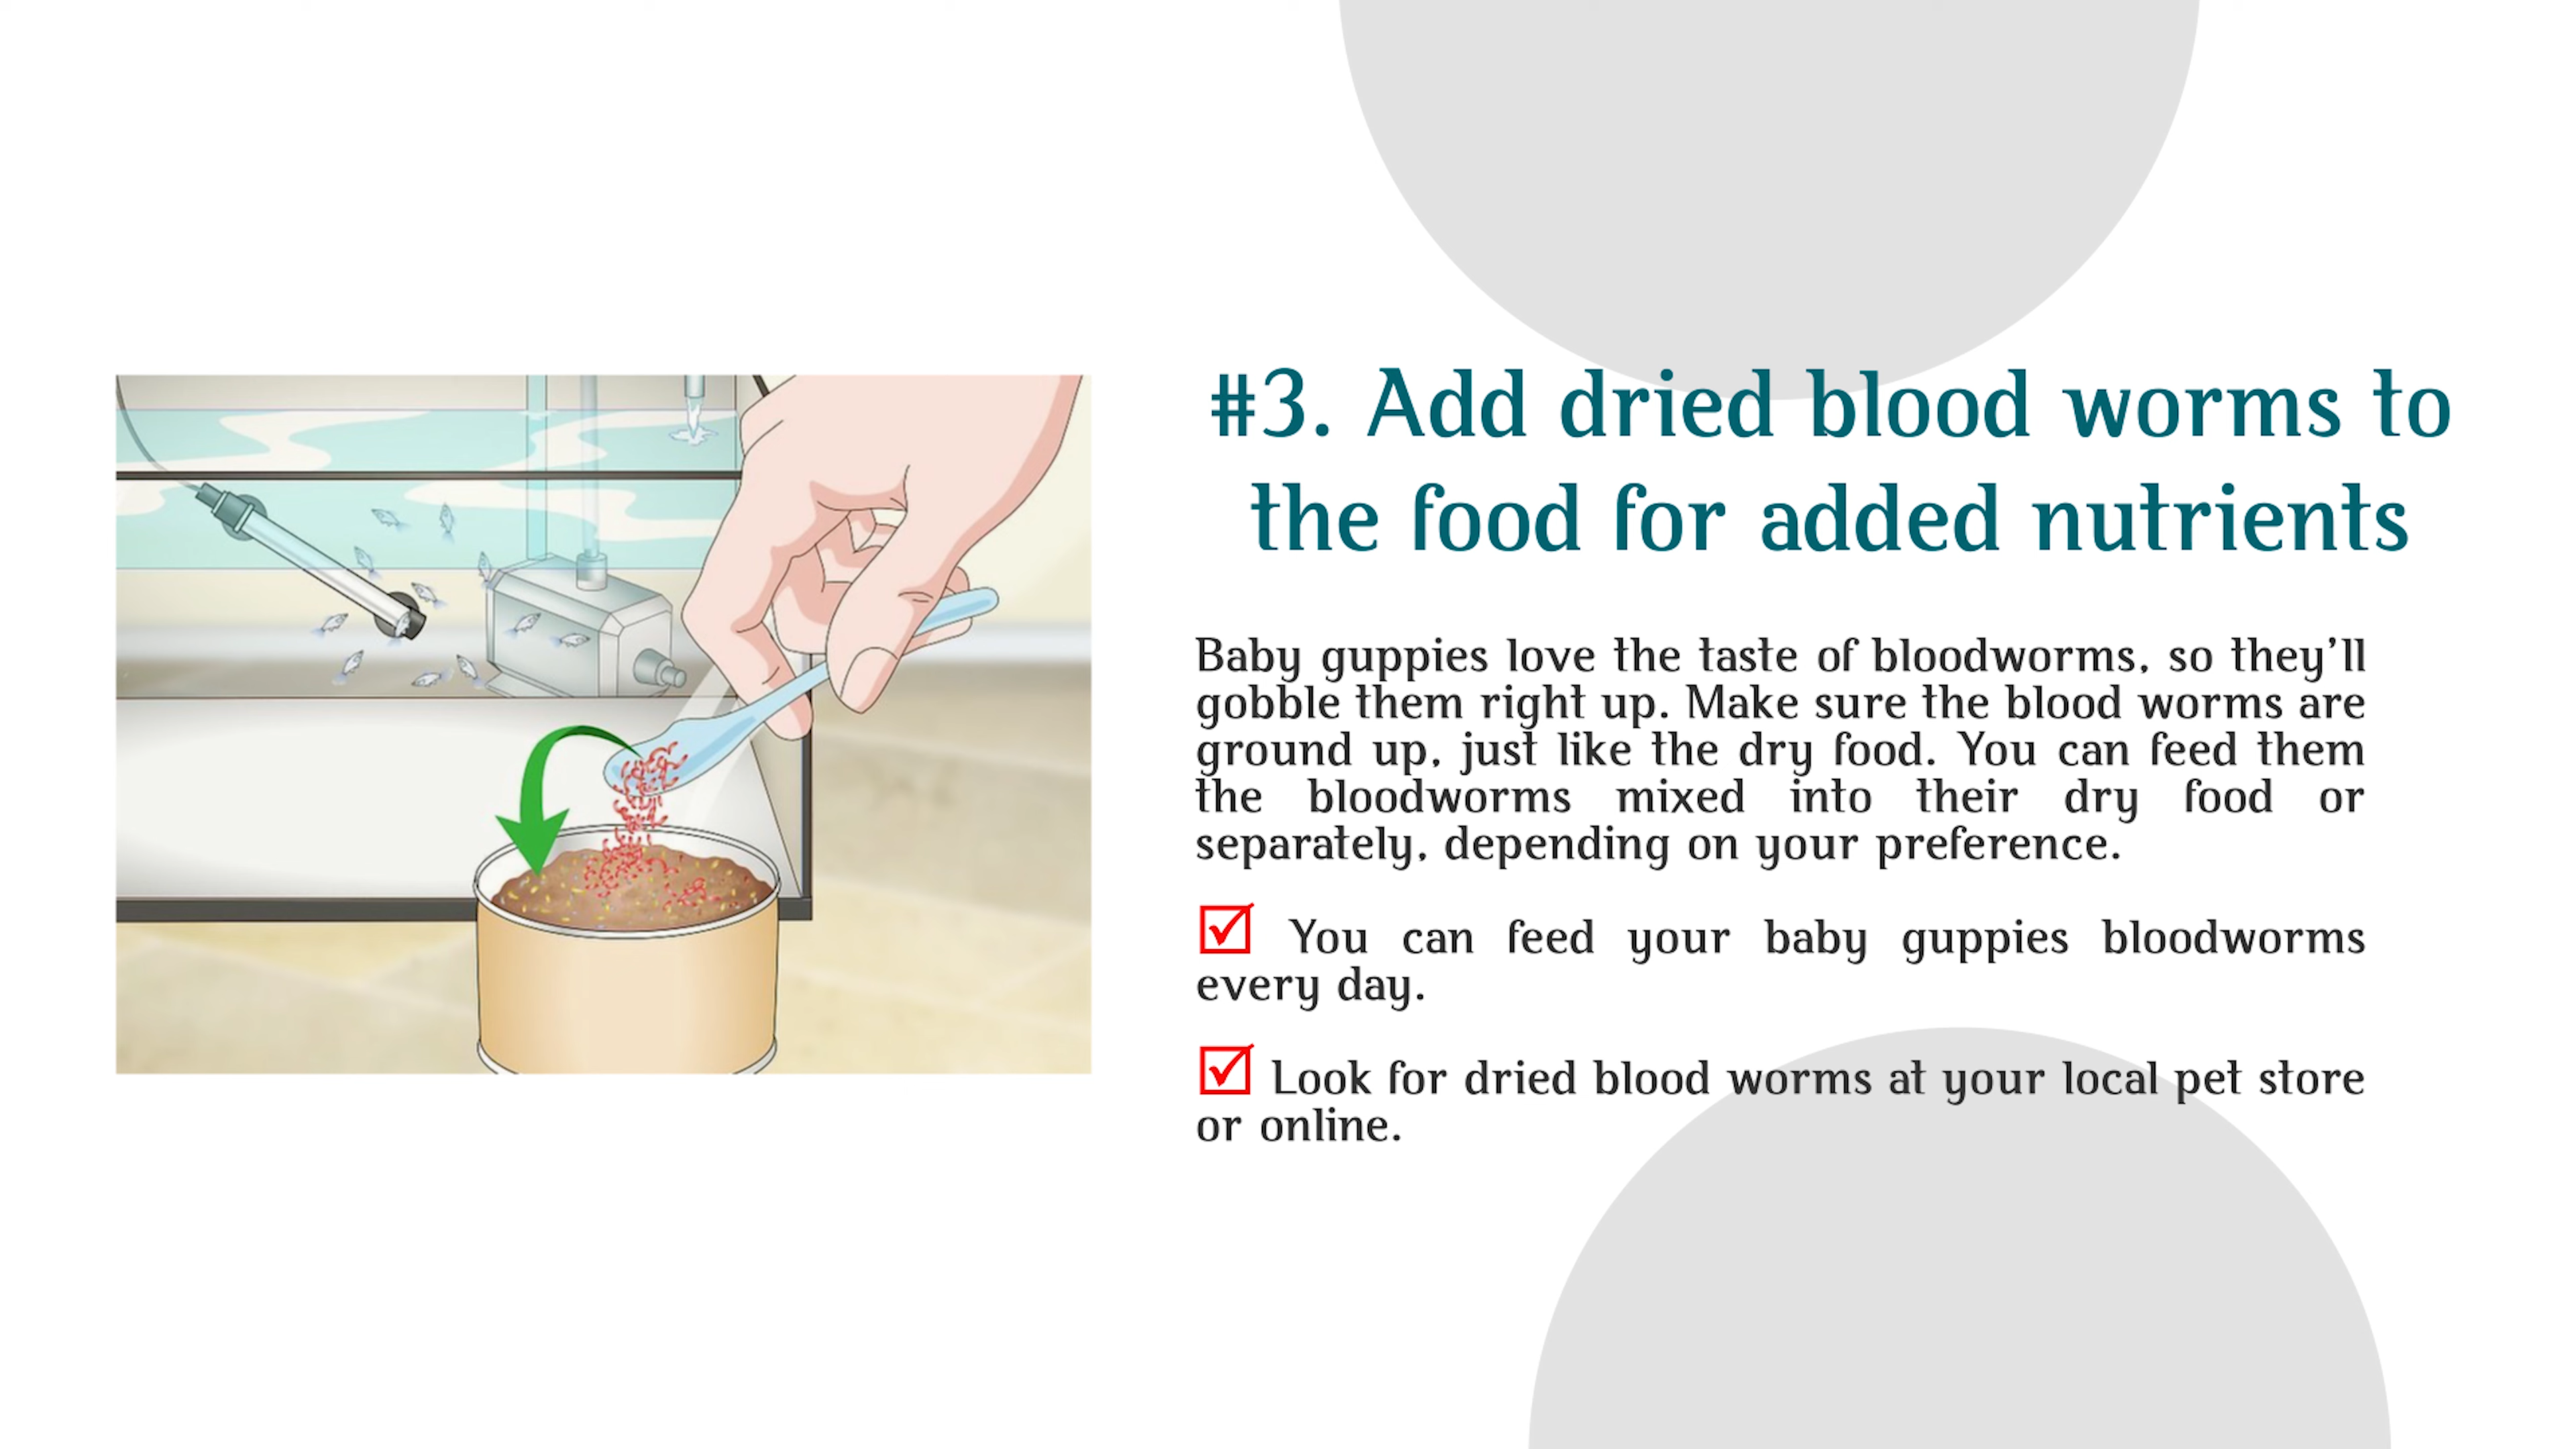 #3. Add dried blood worms to
the food for added nutrients
Baby guppies love the taste of bloodworms, so they'll
gobble them right up. Make sure the blood worms are
ground up, just like the dry food. You can feed them
the bloodworms mixed into their dry food or
separately, depending on your preference.
☑ You can feed your baby guppies bloodworms
every day.
☑ Look for dried blood worms at your local pet store
or online.